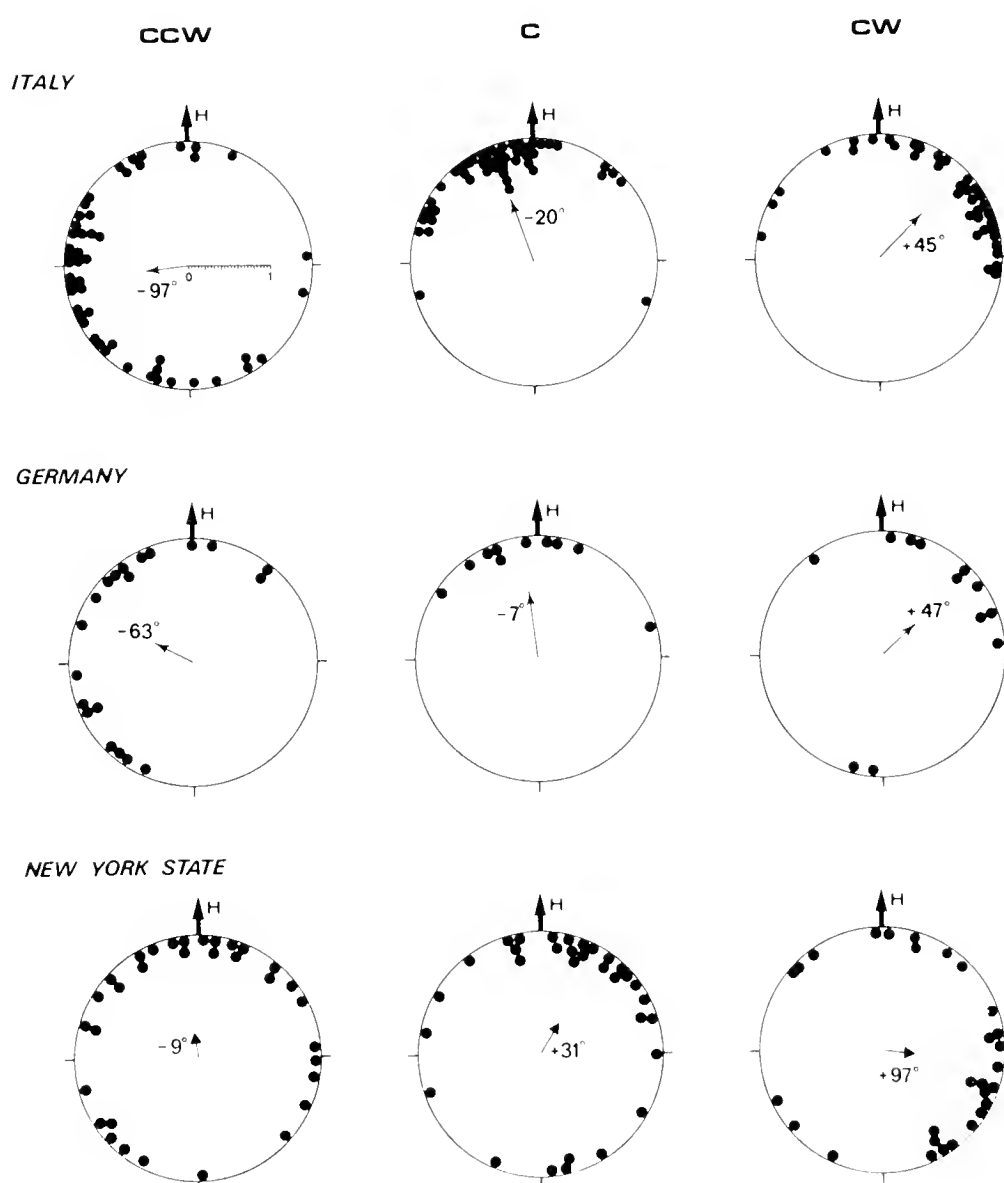 CCW C CW
ITALY
H H H
-97° 0 1
-20°
+45°
GERMANY
H H H
-63°
-7°
+47°
NEW YORK STATE
H H H
-9°
+31°
+97°